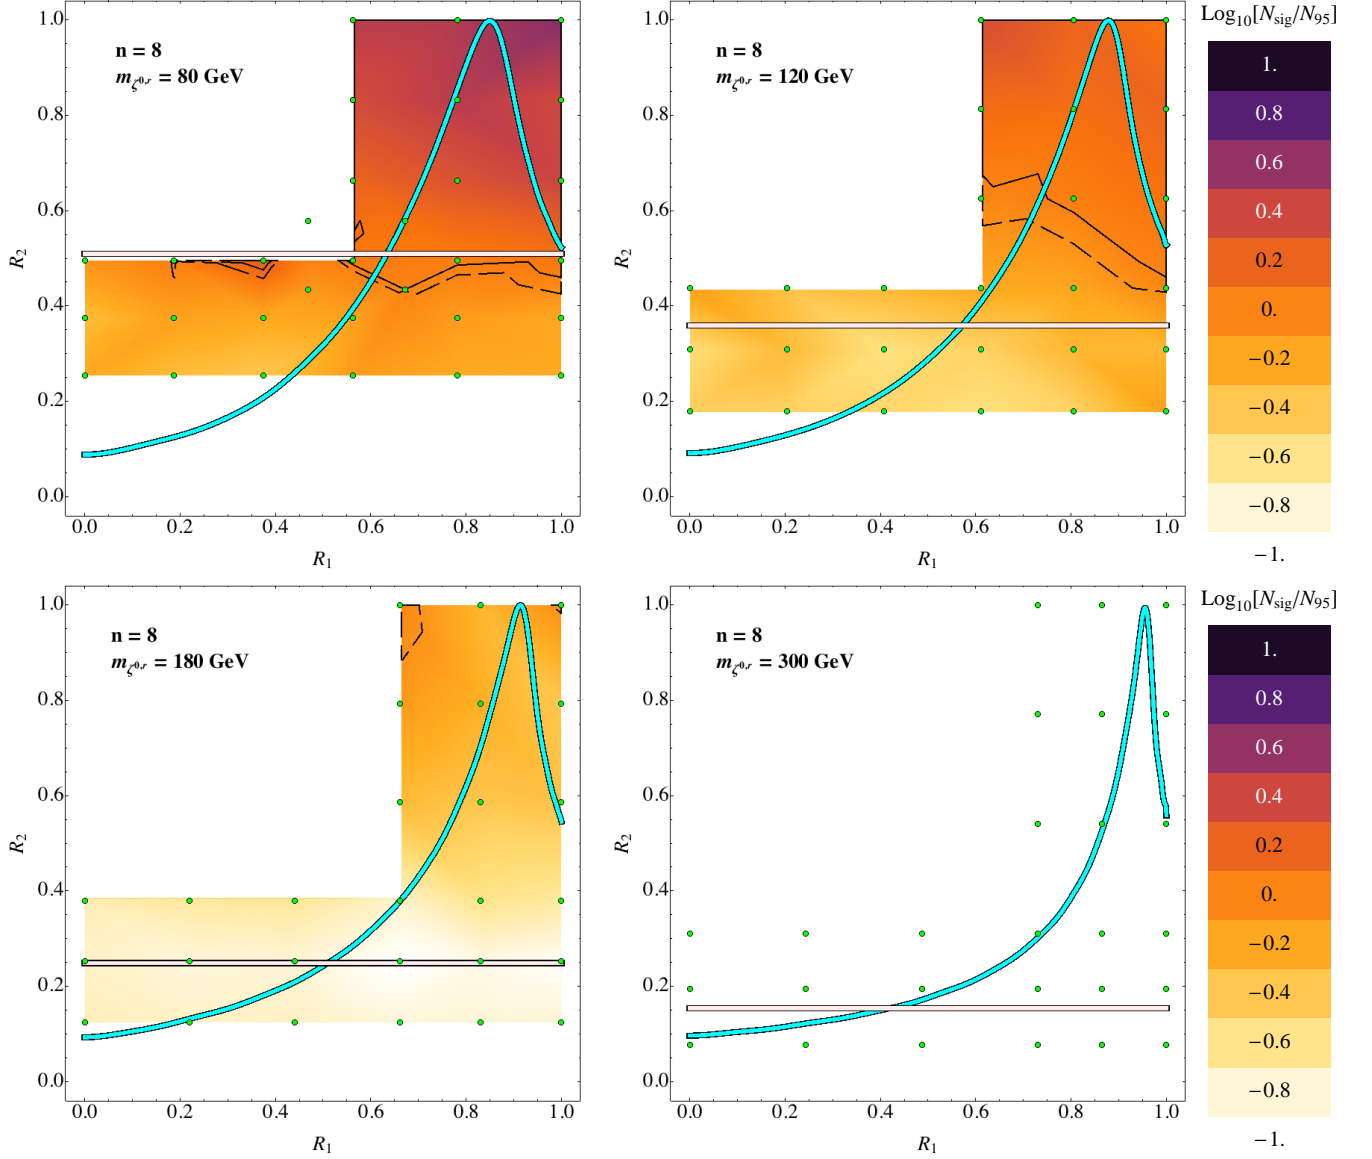 n = 8
m_{ζ^{0,r}} = 80 GeV
1.0
0.8
0.6
0.4
0.2
0.0
R_2
0.0 0.2 0.4 0.6 0.8 1.0
R_1
n = 8
m_{ζ^{0,r}} = 120 GeV
1.0
0.8
0.6
0.4
0.2
0.0
R_2
0.0 0.2 0.4 0.6 0.8 1.0
R_1
Log_{10}[N_{sig}/N_{95}]
1.
0.8
0.6
0.4
0.2
0.
−0.2
−0.4
−0.6
−0.8
−1.
n = 8
m_{ζ^{0,r}} = 180 GeV
1.0
0.8
0.6
0.4
0.2
0.0
R_2
0.0 0.2 0.4 0.6 0.8 1.0
R_1
n = 8
m_{ζ^{0,r}} = 300 GeV
1.0
0.8
0.6
0.4
0.2
0.0
R_2
0.0 0.2 0.4 0.6 0.8 1.0
R_1
Log_{10}[N_{sig}/N_{95}]
1.
0.8
0.6
0.4
0.2
0.
−0.2
−0.4
−0.6
−0.8
−1.